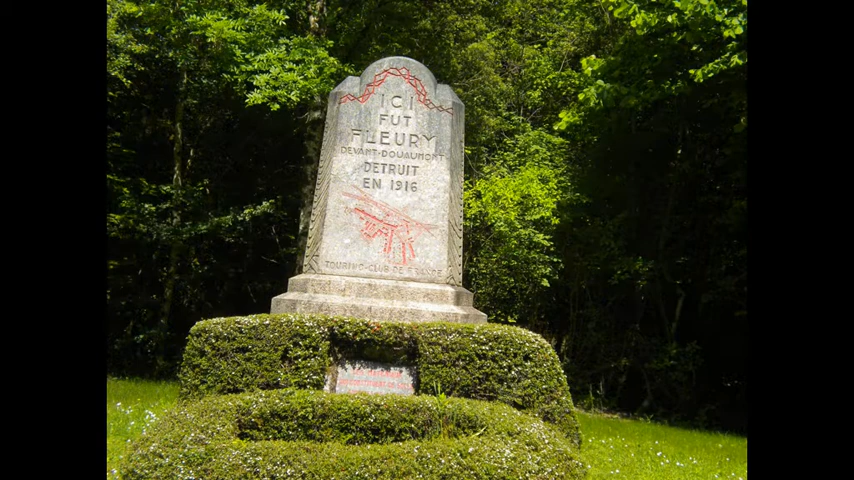 ICI
FUT
FLEURY
DEVANT-DOUAUMONT
DETRUIT
EN 1916
TOURING-CLUB DE FRANCE